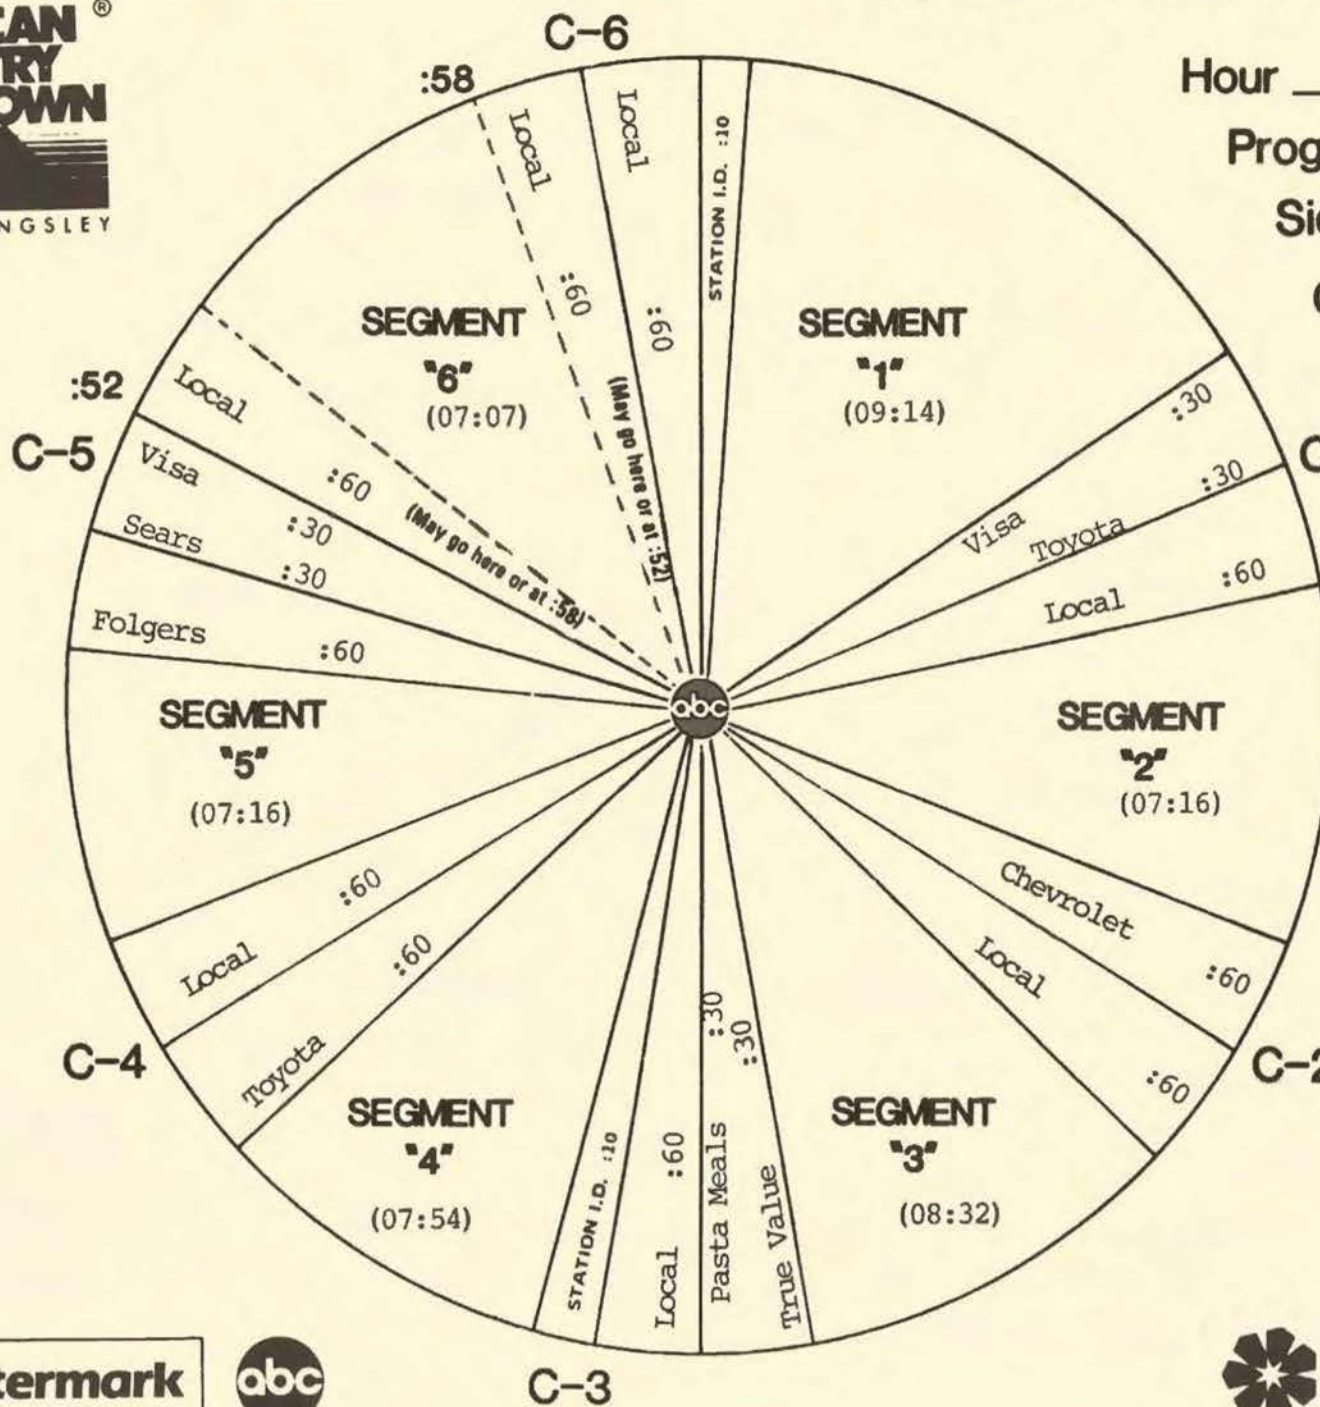 C-6
:58
Hour
NGSLEY
Local
:60
Local
:60
STATION I.D. :10
SEGMENT
"1"
(09:14)
:30
Visa
:30
Toyota
Local
:60
SEGMENT
"2"
(07:16)
Chevrolet
:60
C-2
Local
:60
SEGMENT
"3"
(08:32)
True Value
:30
Pasta Meals
:30
Local
:60
STATION I.D. :10
C-3
SEGMENT
"4"
(07:54)
Toyota
:60
C-4
Local
:60
SEGMENT
"5"
(07:16)
Folgers
:60
Sears
:30
Visa
:30
C-5
:52
Local
:60
(May go here or at :58)
SEGMENT
"6"
(07:07)
(May go here or at :52)
abc
termark
abc